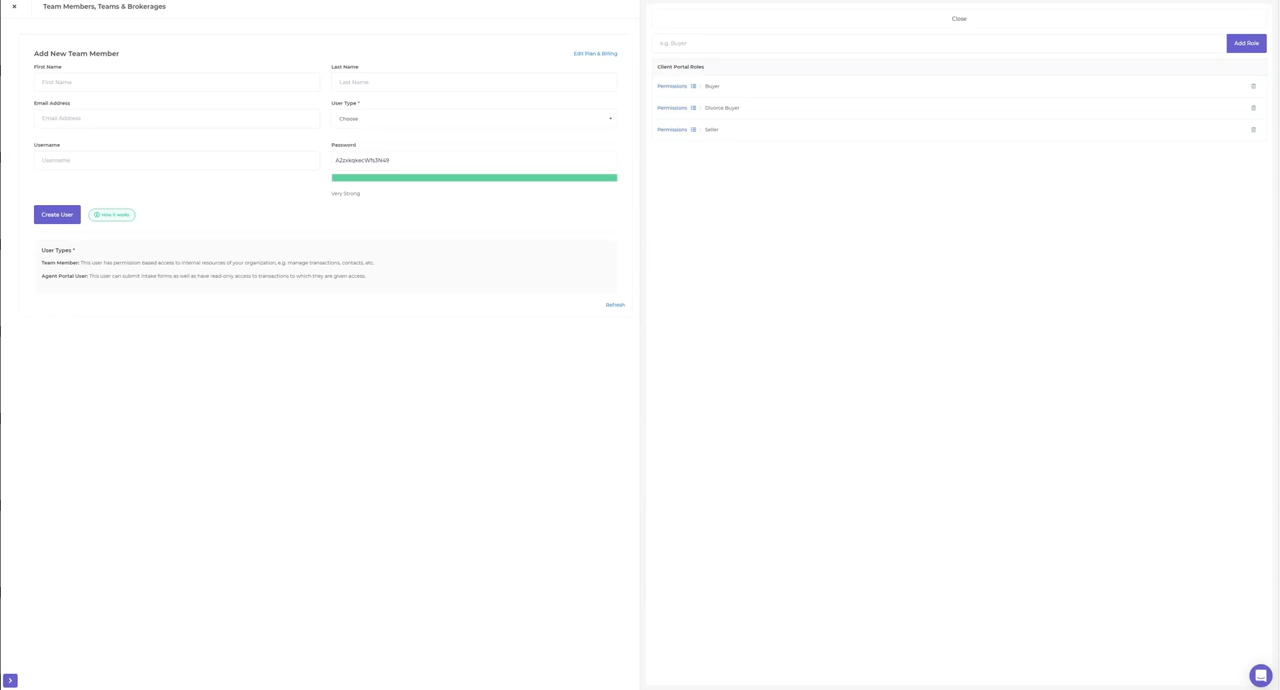 Team Members, Teams & Brokerages
Add New Team Member
Edit Plan & Billing
First Name
Last Name
First Name
Last Name
Email Address
User Type *
Email Address
Choose
Username
Password
Username
A2zxkqkecWfs3N49
Very Strong
Create User
How it works
User Types *
Team Member: This user has permission based access to internal resources of your organization, e.g. manage transactions, contacts, etc.
Agent Portal User: This user can submit intake forms as well as have read-only access to transactions to which they are given access.
Refresh
Close
e.g. Buyer
Add Role
Client Portal Roles
Permissions Buyer
Permissions Divorce Buyer
Permissions Seller